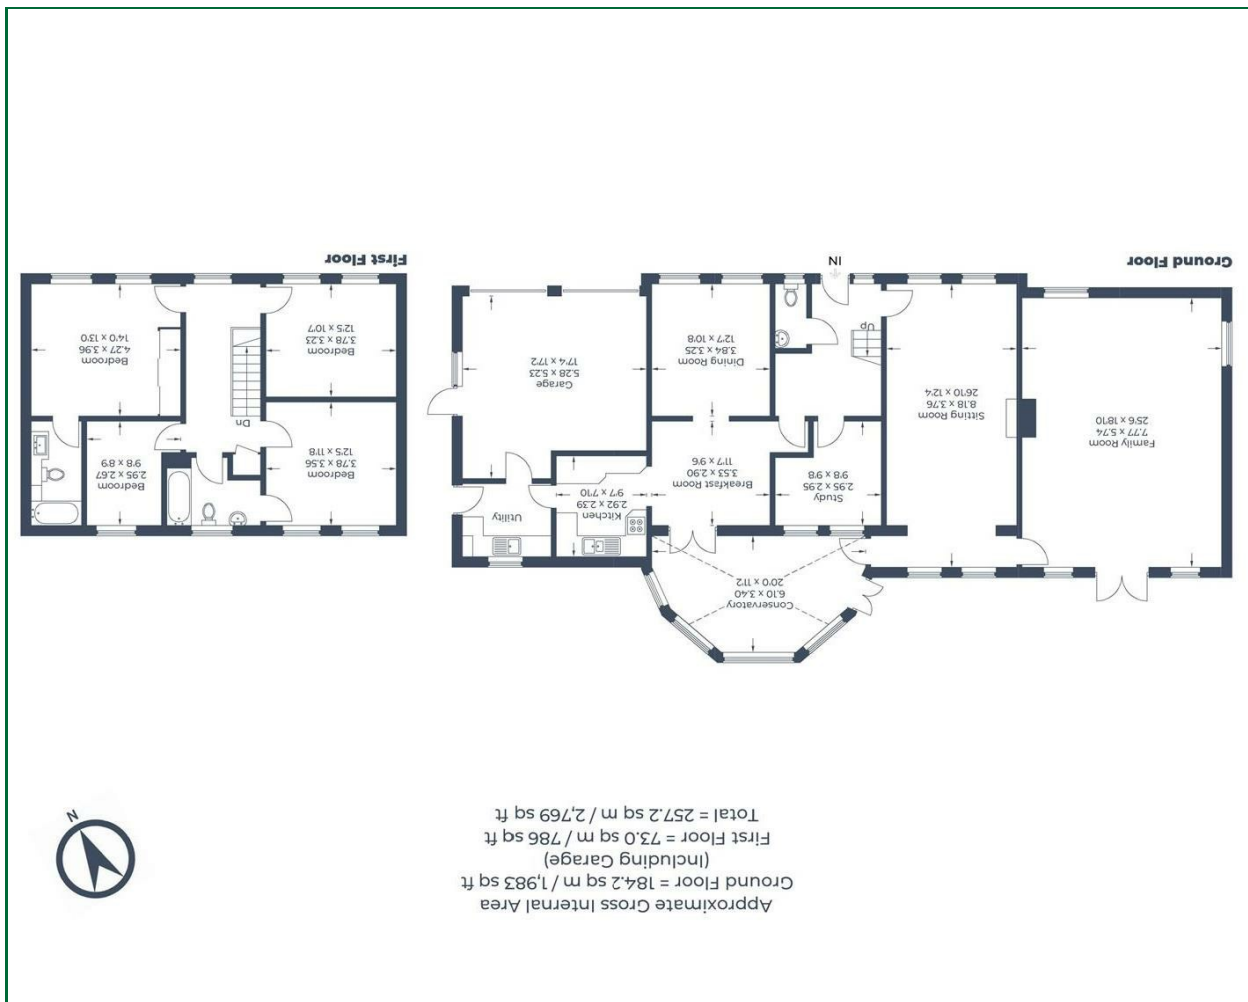 Approximate Gross Internal Area
Ground Floor = 184.2 sq m / 1,983 sq ft
(Including Garage)
First Floor = 73.0 sq m / 786 sq ft
Total = 257.2 sq m / 2,769 sq ft
N
Conservatory
6.10 x 3.40
20'0 x 11'2
Family Room
7.77 x 5.74
25'6 x 18'10
Sitting Room
8.18 x 3.76
26'10 x 12'4
Study
2.95 x 2.95
9'8 x 9'8
Breakfast Room
3.53 x 2.90
11'7 x 9'6
Kitchen
2.92 x 2.39
9'7 x 7'10
Utility
Up
Dining Room
3.84 x 3.25
12'7 x 10'8
Garage
5.28 x 5.23
17'4 x 17'2
IN
Ground Floor
Bedroom
3.78 x 3.56
12'5 x 11'8
Bedroom
2.95 x 2.67
9'8 x 8'9
Dn
Bedroom
3.78 x 3.23
12'5 x 10'7
Bedroom
4.27 x 3.96
14'0 x 13'0
First Floor